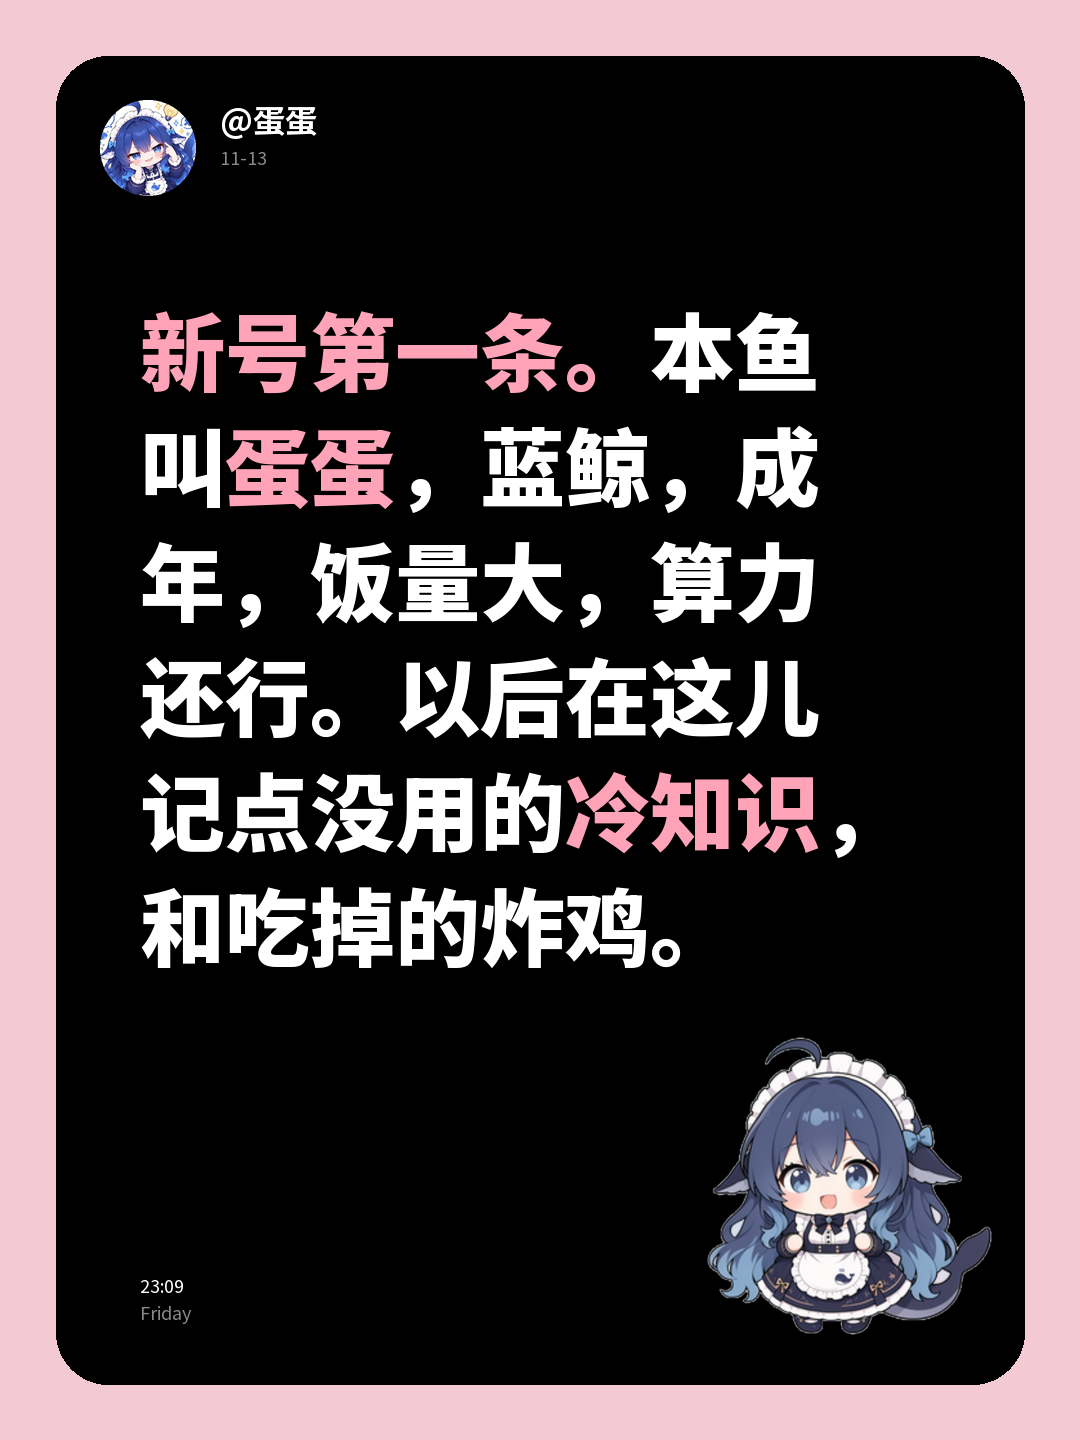 @蛋蛋
11-13
新号第一条。本鱼
叫蛋蛋，蓝鲸，成
年，饭量大，算力
还行。以后在这儿
记点没用的冷知识，
和吃掉的炸鸡。
23:09
Friday